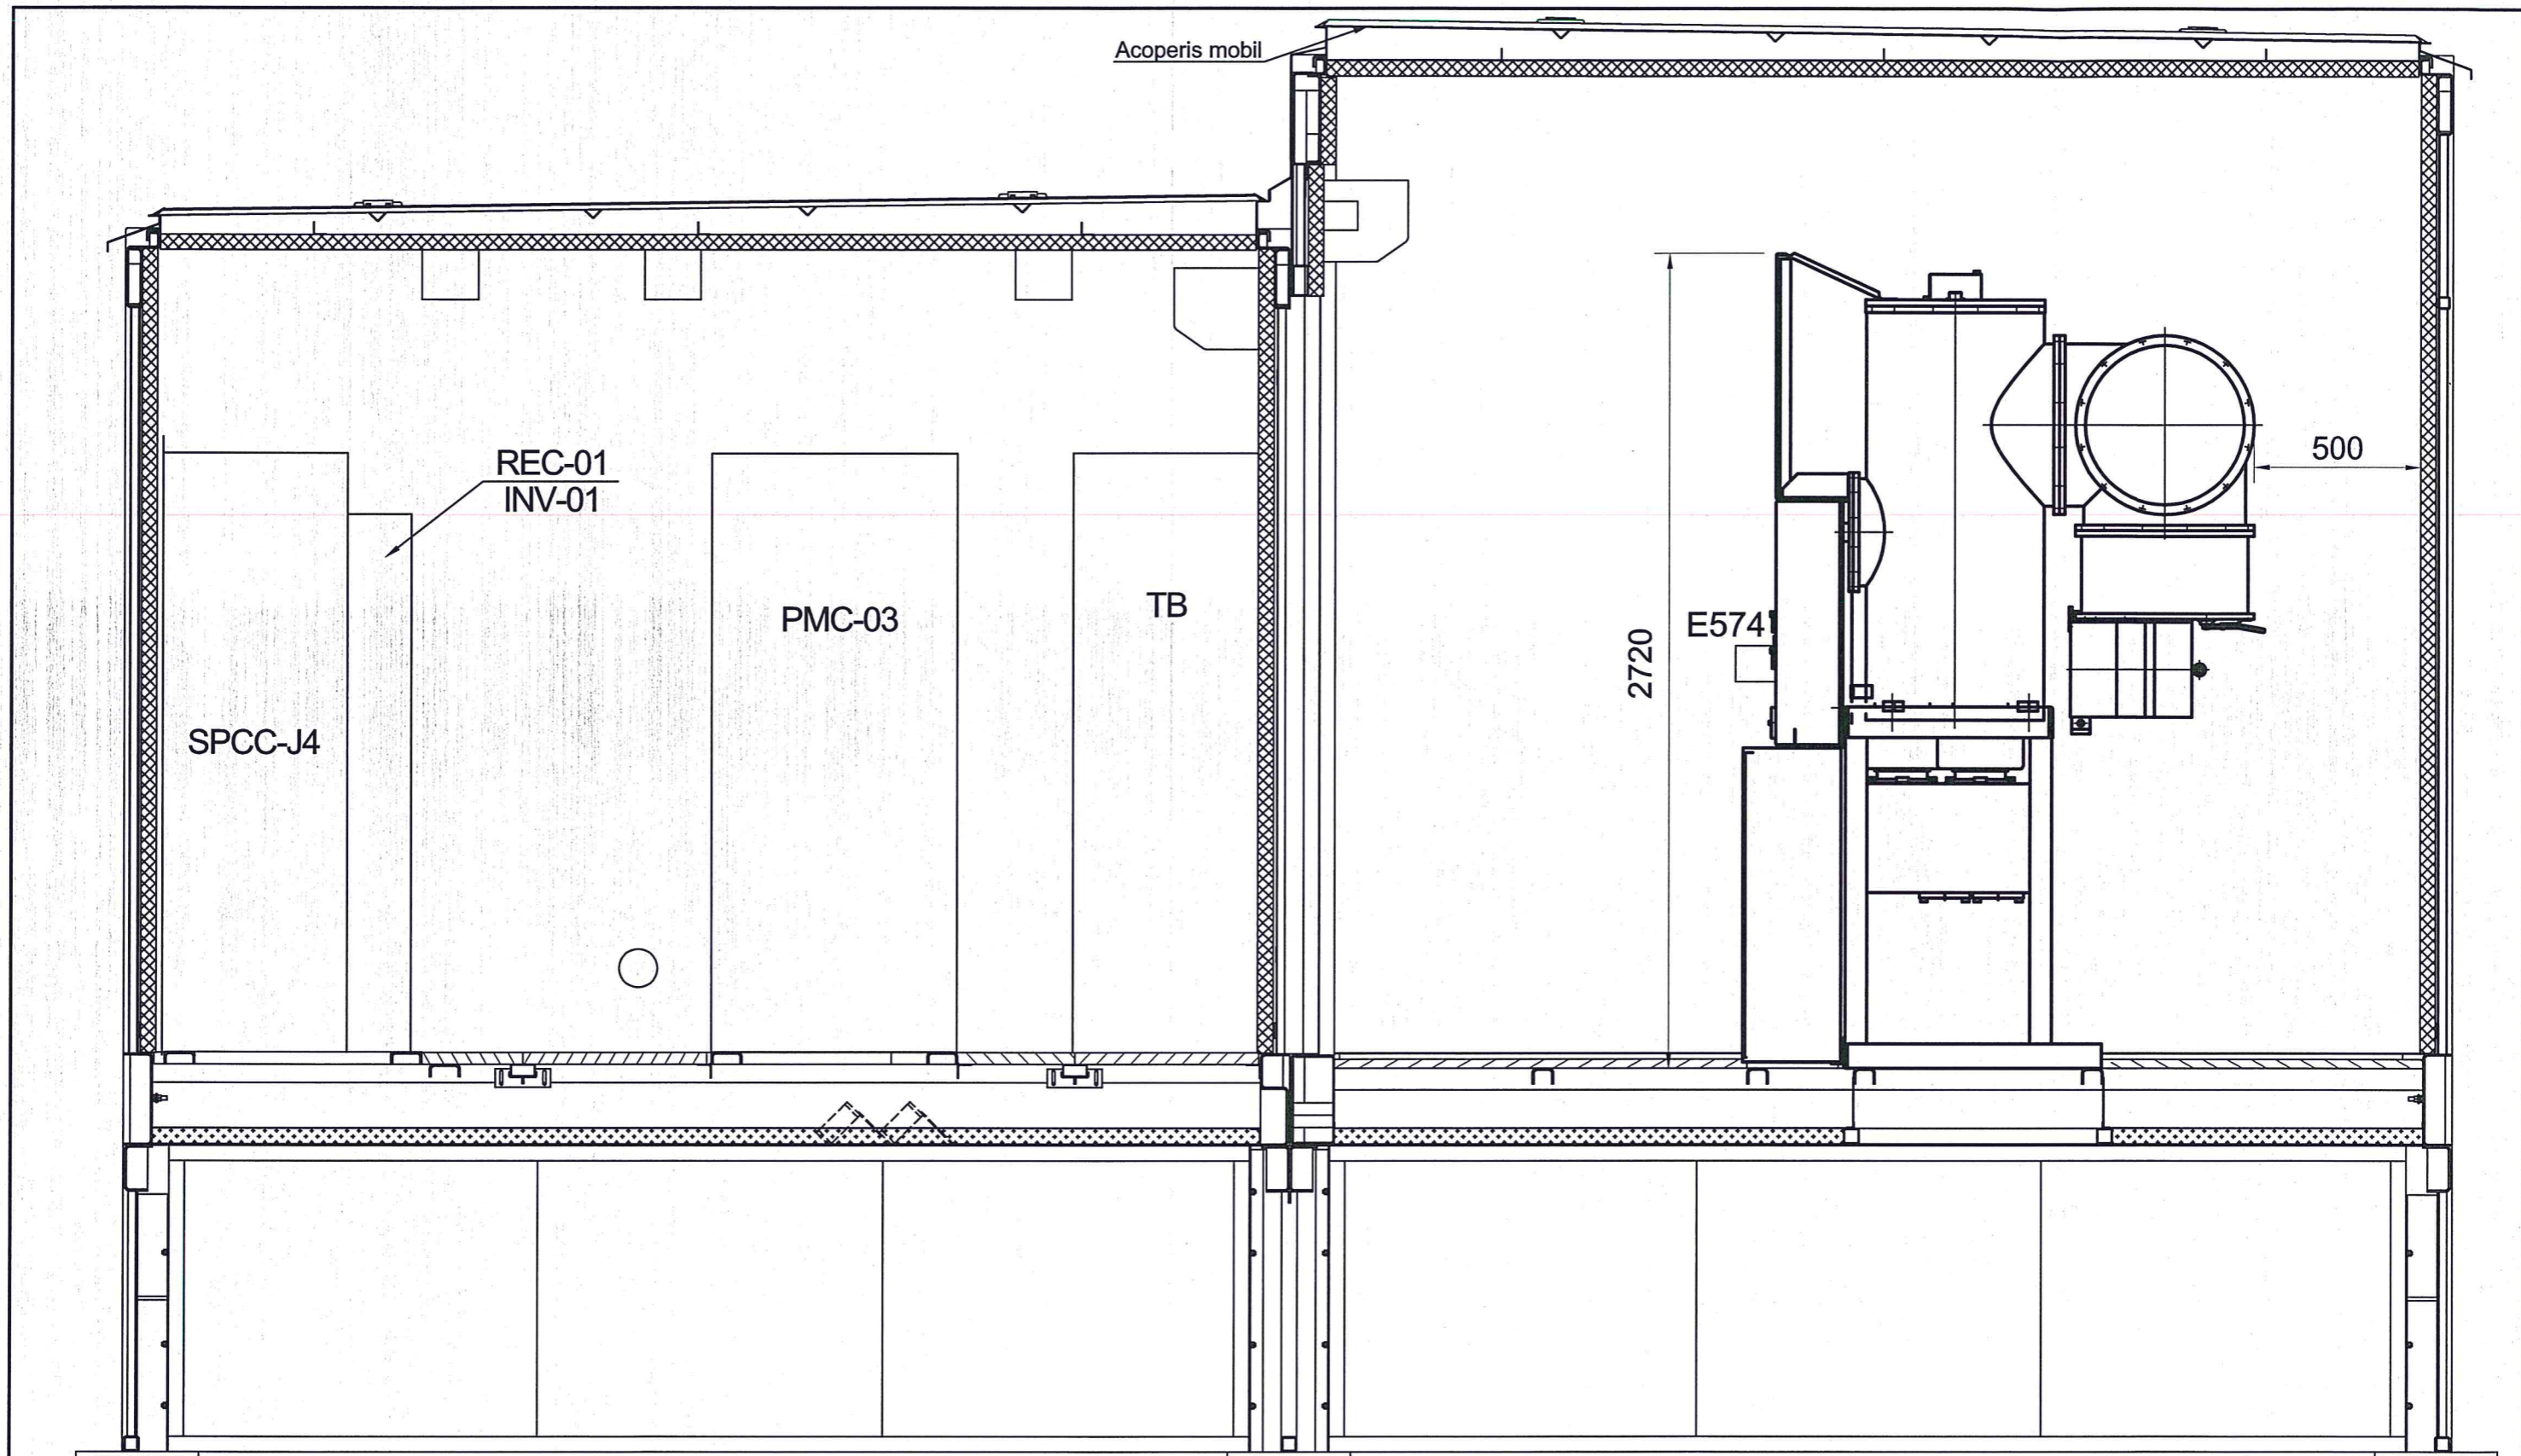 Acoperis mobil
REC-01
INV-01
500
PMC-03
TB
E574
2720
SPCC-J4